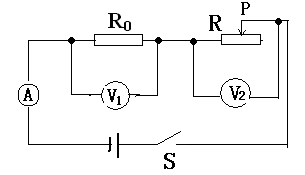 P
R₀ R
A V₁ V₂
S